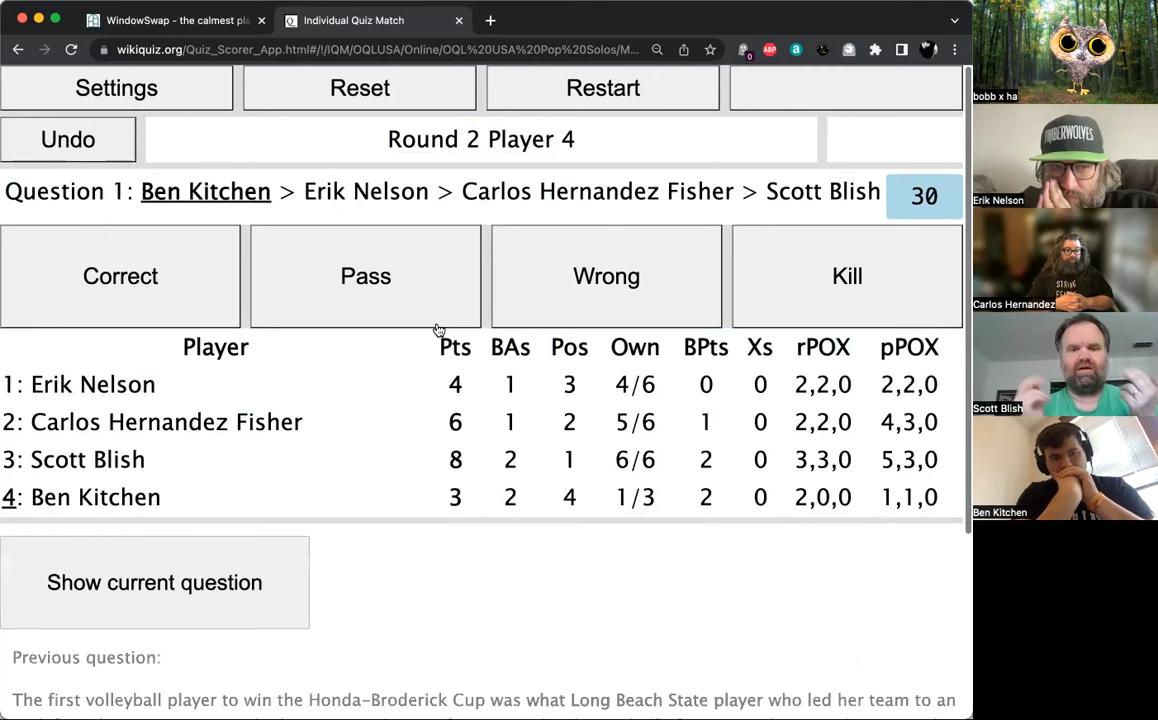 WindowSwap - the calmest pl
Individual Quiz Match
wikiquiz.org/Quiz_Scorer_App.html#/!/IQM/OQLUSA/Online/OQL%20USA%20Pop%20Solos/M...
0
ABP
a
Settings
Reset
Restart
Undo
Round 2 Player 4
Question 1: Ben Kitchen > Erik Nelson > Carlos Hernandez Fisher > Scott Blish
30
Correct
Pass
Wrong
Kill
Player Pts BAs Pos Own BPts Xs rPOX pPOX
1: Erik Nelson 4 1 3 4/6 0 0 2,2,0 2,2,0
2: Carlos Hernandez Fisher 6 1 2 5/6 1 0 2,2,0 4,3,0
3: Scott Blish 8 2 1 6/6 2 0 3,3,0 5,3,0
4: Ben Kitchen 3 2 4 1/3 2 0 2,0,0 1,1,0
Show current question
Previous question:
The first volleyball player to win the Honda-Broderick Cup was what Long Beach State player who led her team to an
bobb x ha
TIMBERWOLVES
Erik Nelson
STRING
Carlos Hernandez
Scott Blish
Ben Kitchen